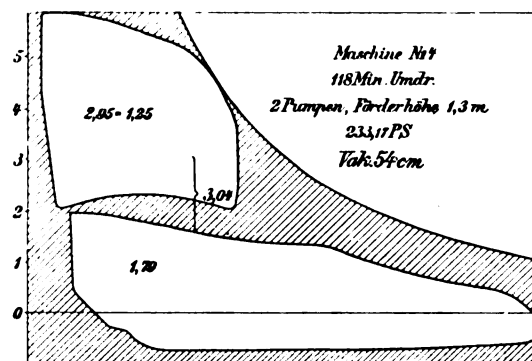 Maschine № 4
118 Min. Umdr.
2 Pumpen, Förderhöhe 1,3 m
233,17 PS
Vak. 54 cm
5
4
3
2
1
0
2,95 = 1,25
3,04
1,79